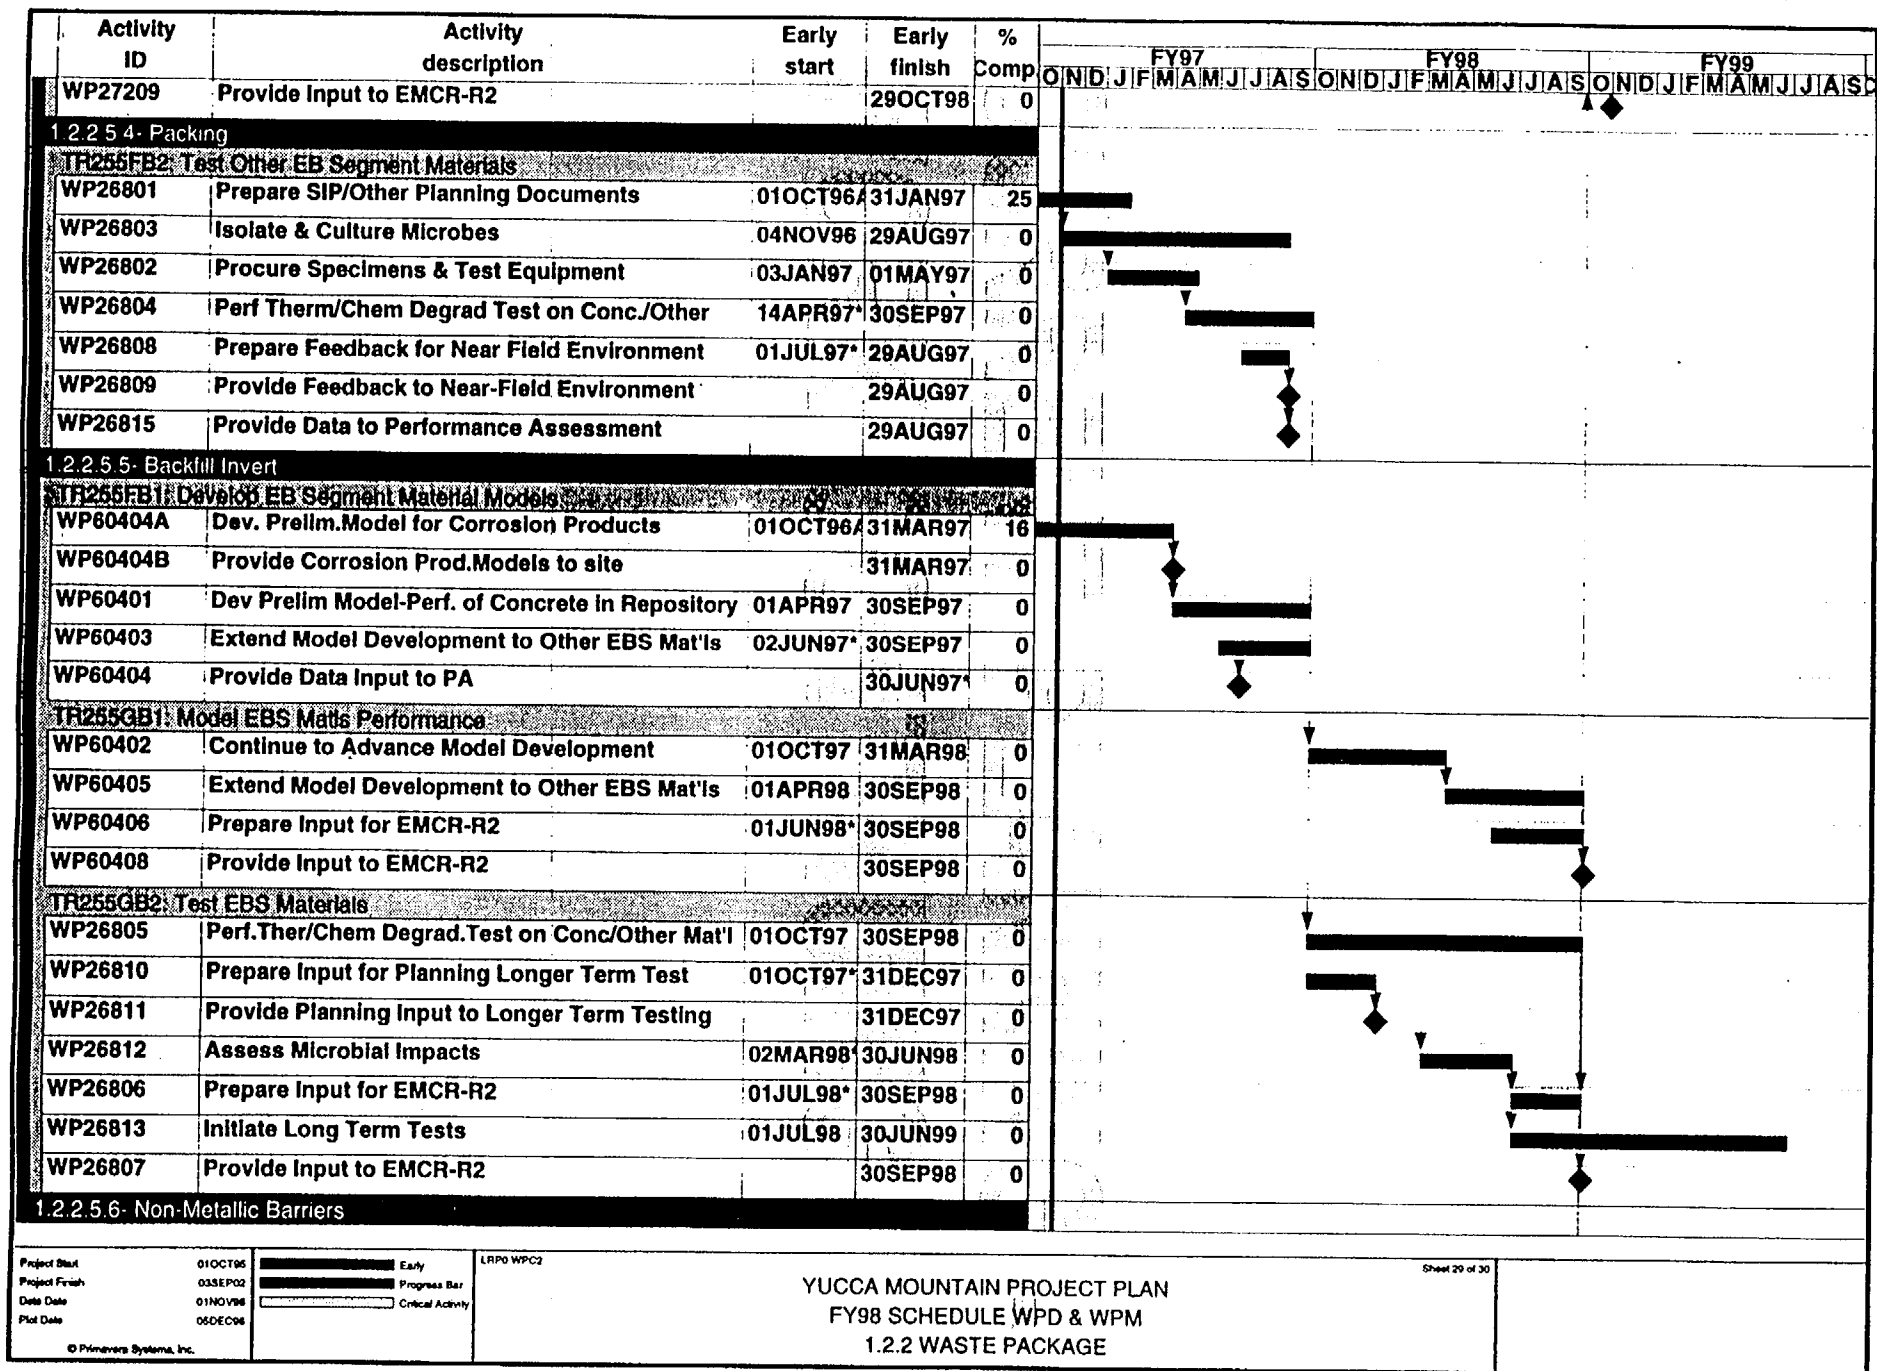 Activity ID Activity description Early start Early finish % Comp
FY97 FY98 FY99
O N D J F M A M J J A S O N D J F M A M J J A S O N D J F M A M J J A S O
WP27209 Provide Input to EMCR-R2 29OCT98 0
1.2.2 5 4- Packing
TR255FB2: Test Other EB Segment Materials
WP26801 Prepare SIP/Other Planning Documents 01OCT96A 31JAN97 25
WP26803 Isolate & Culture Microbes 04NOV96 29AUG97 0
WP26802 Procure Specimens & Test Equipment 03JAN97 01MAY97 0
WP26804 Perf Therm/Chem Degrad Test on Conc./Other 14APR97* 30SEP97 0
WP26808 Prepare Feedback for Near Field Environment 01JUL97* 29AUG97 0
WP26809 Provide Feedback to Near-Field Environment 29AUG97 0
WP26815 Provide Data to Performance Assessment 29AUG97 0
1.2.2.5.5- Backfill Invert
TR255FB1: Develop EB Segment Material Models
WP60404A Dev. Prelim.Model for Corrosion Products 01OCT96A 31MAR97 16
WP60404B Provide Corrosion Prod.Models to site 31MAR97 0
WP60401 Dev Prelim Model-Perf. of Concrete in Repository 01APR97 30SEP97 0
WP60403 Extend Model Development to Other EBS Mat'ls 02JUN97* 30SEP97 0
WP60404 Provide Data Input to PA 30JUN97* 0
TR255GB1: Model EBS Matls Performance
WP60402 Continue to Advance Model Development 01OCT97 31MAR98 0
WP60405 Extend Model Development to Other EBS Mat'ls 01APR98 30SEP98 0
WP60406 Prepare Input for EMCR-R2 01JUN98* 30SEP98 0
WP60408 Provide Input to EMCR-R2 30SEP98 0
TR255GB2: Test EBS Materials
WP26805 Perf.Ther/Chem Degrad.Test on Conc/Other Mat'l 01OCT97 30SEP98 0
WP26810 Prepare Input for Planning Longer Term Test 01OCT97* 31DEC97 0
WP26811 Provide Planning Input to Longer Term Testing 31DEC97 0
WP26812 Assess Microbial Impacts 02MAR98* 30JUN98 0
WP26806 Prepare Input for EMCR-R2 01JUL98* 30SEP98 0
WP26813 Initiate Long Term Tests 01JUL98 30JUN99 0
WP26807 Provide Input to EMCR-R2 30SEP98 0
1.2.2.5.6- Non-Metallic Barriers
Project Start 01OCT95
Project Finish 03SEP02
Data Date 01NOV96
Plot Date 05DEC96
© Primavera Systems, Inc.
Early
Progress Bar
Critical Activity
LRP0 WPC2
YUCCA MOUNTAIN PROJECT PLAN
FY98 SCHEDULE WPD & WPM
1.2.2 WASTE PACKAGE
Sheet 29 of 30